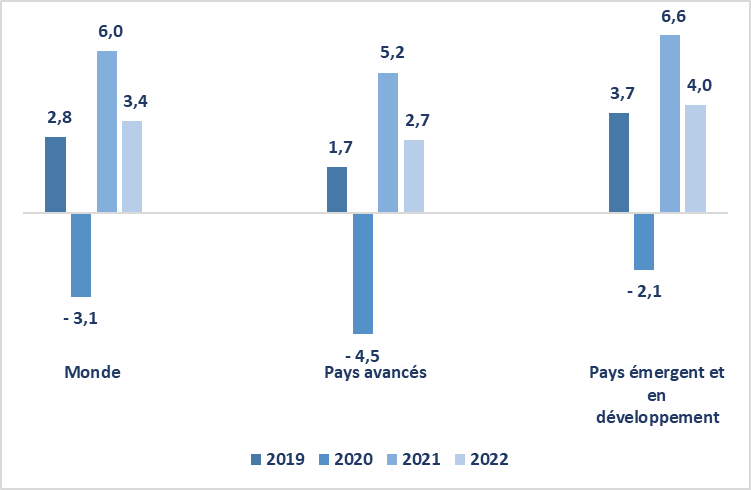 2,8
- 3,1
6,0
3,4
1,7
- 4,5
5,2
2,7
3,7
- 2,1
6,6
4,0
Monde
Pays avancés
Pays émergent et
en
développement
2019 2020 2021 2022